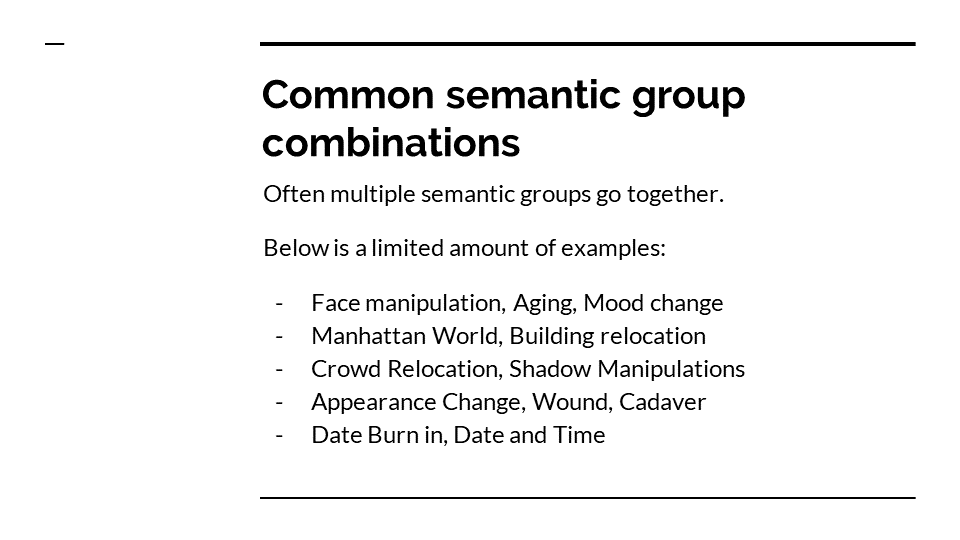 Common semantic group
combinations
Often multiple semantic groups go together.
Below is a limited amount of examples:
- Face manipulation, Aging, Mood change
- Manhattan World, Building relocation
- Crowd Relocation, Shadow Manipulations
- Appearance Change, Wound, Cadaver
- Date Burn in, Date and Time